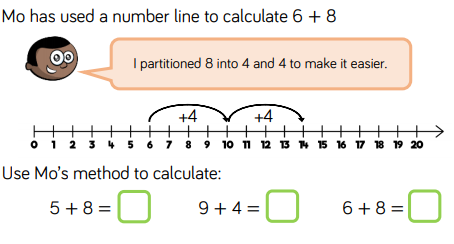 Mo has used a number line to calculate 6 + 8
I partitioned 8 into 4 and 4 to make it easier.
+4 +4
0 1 2 3 4 5 6 7 8 9 10 11 12 13 14 15 16 17 18 19 20
Use Mo's method to calculate:
5 + 8 = 9 + 4 = 6 + 8 =